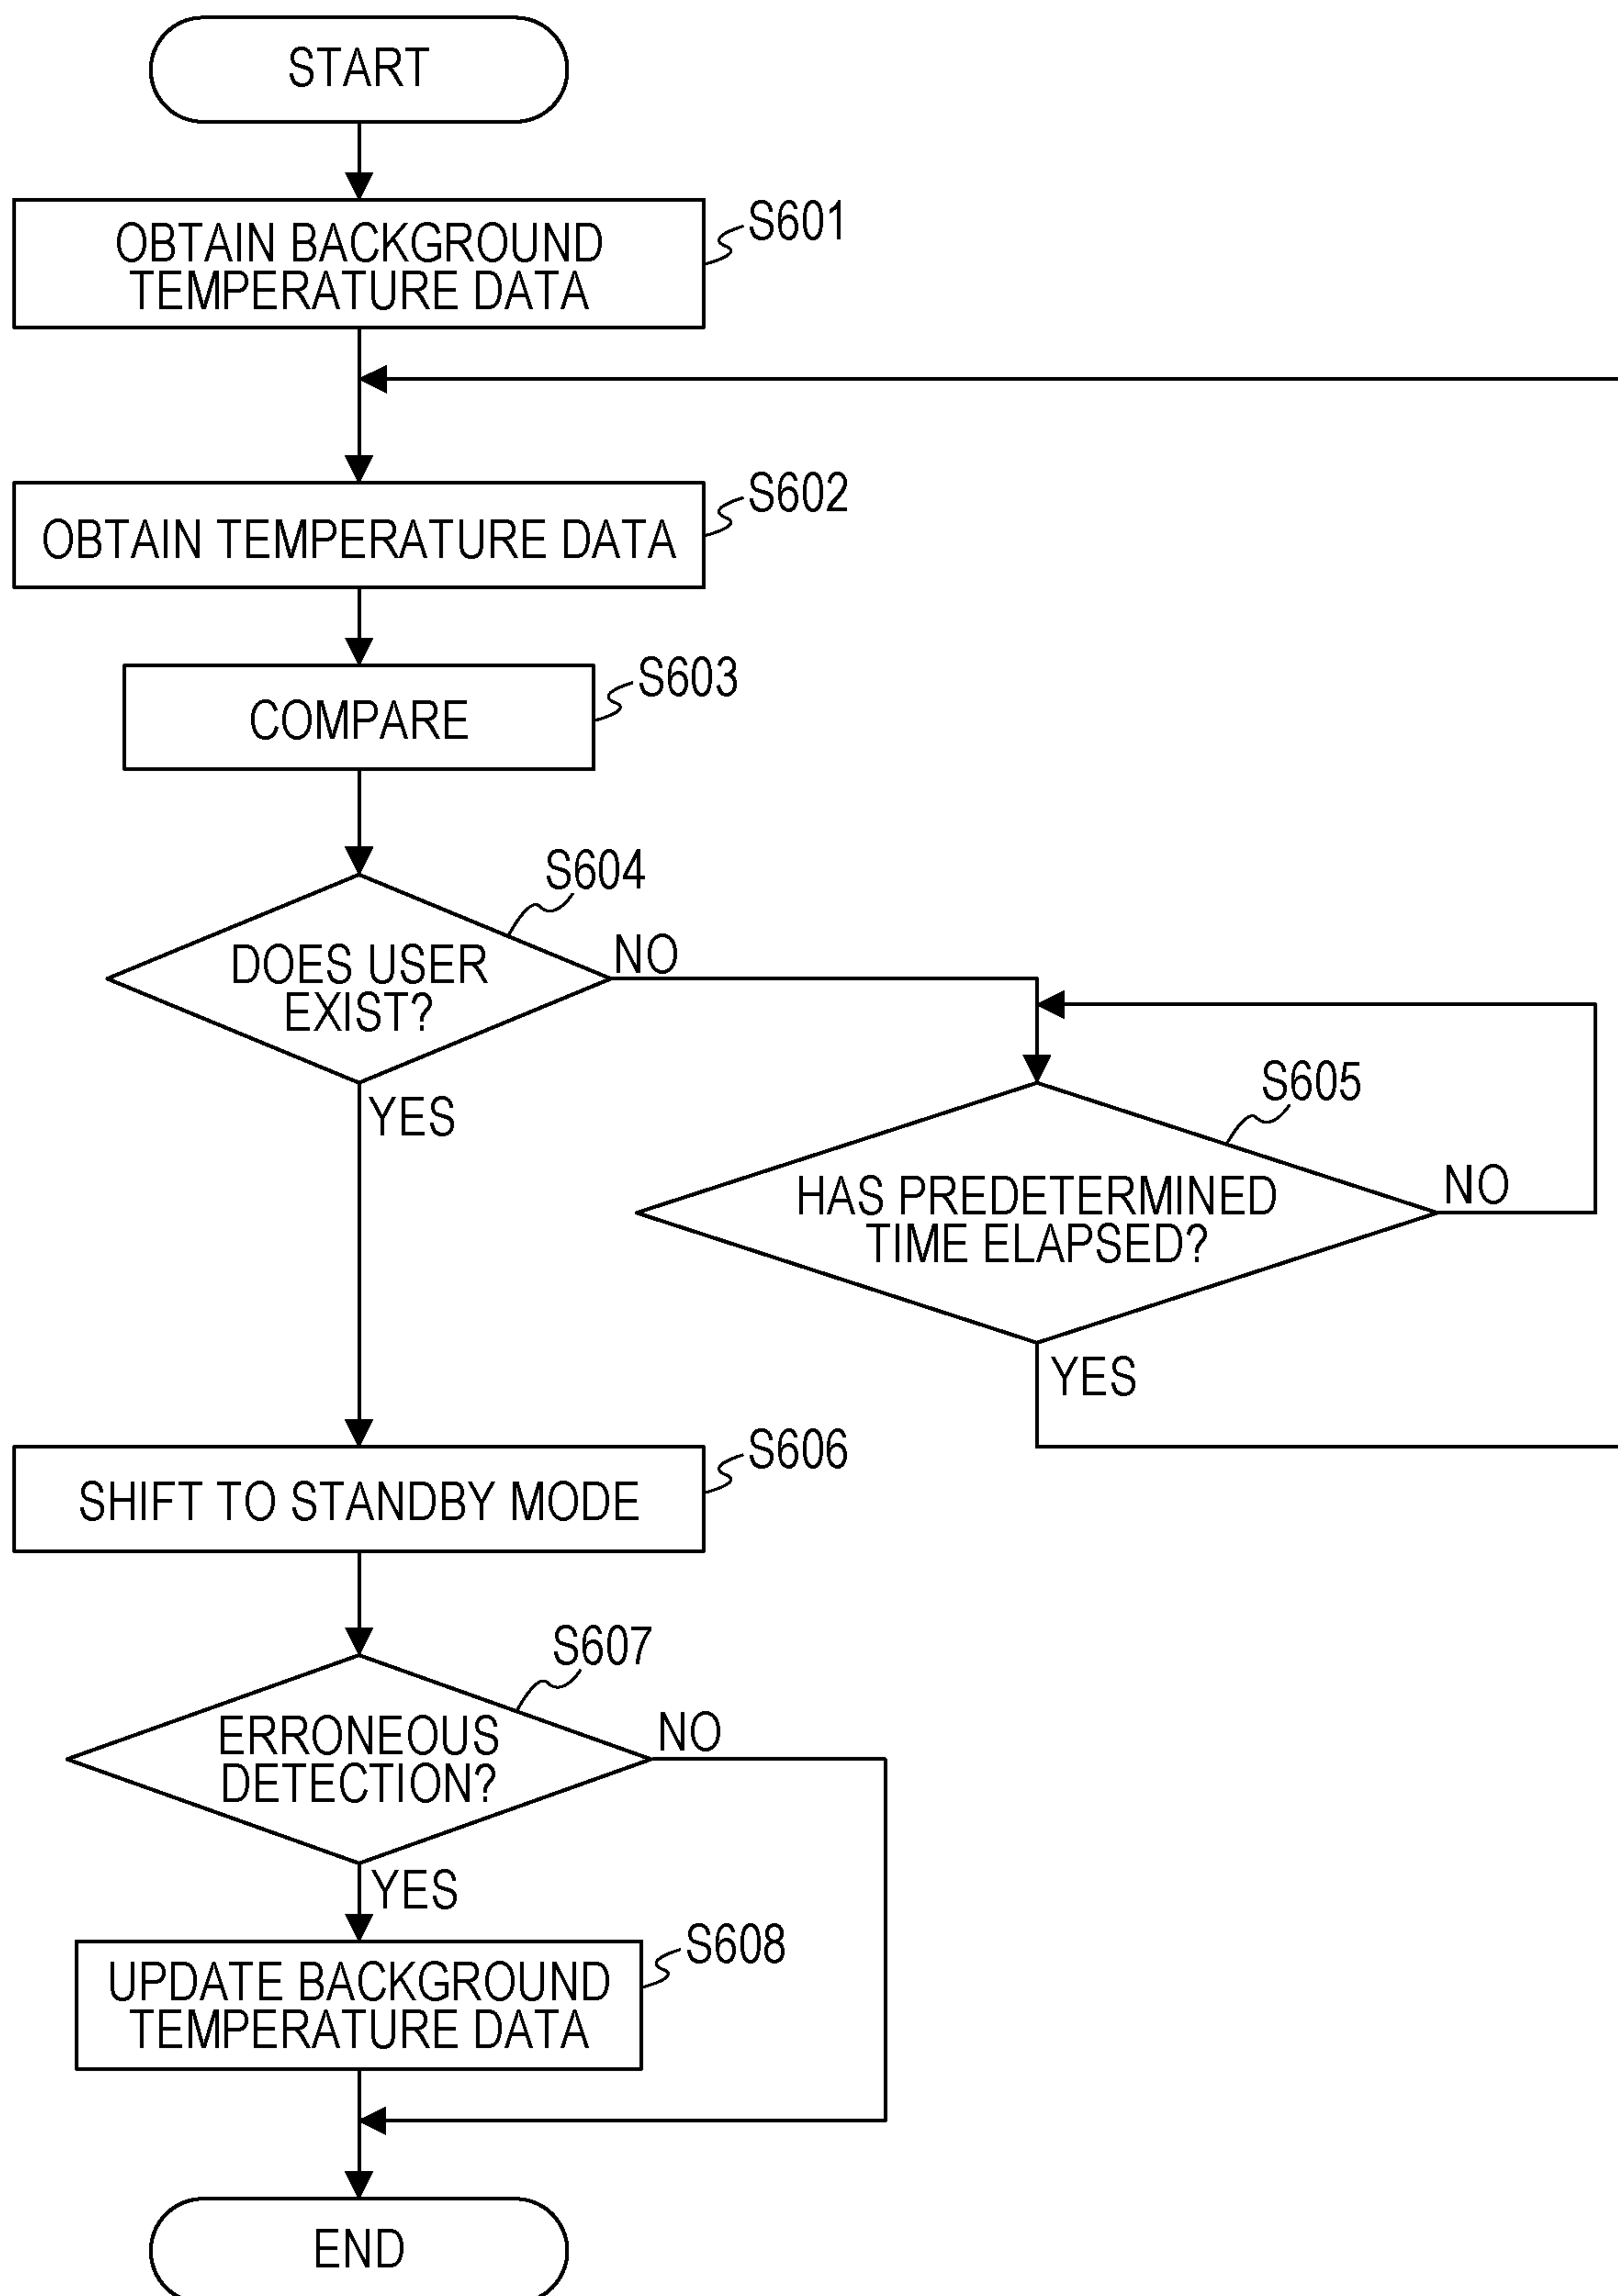 START
OBTAIN BACKGROUND
TEMPERATURE DATA
S601
OBTAIN TEMPERATURE DATA
S602
COMPARE
S603
DOES USER
EXIST?
S604
NO
YES
HAS PREDETERMINED
TIME ELAPSED?
S605
NO
YES
SHIFT TO STANDBY MODE
S606
ERRONEOUS
DETECTION?
S607
NO
YES
UPDATE BACKGROUND
TEMPERATURE DATA
S608
END